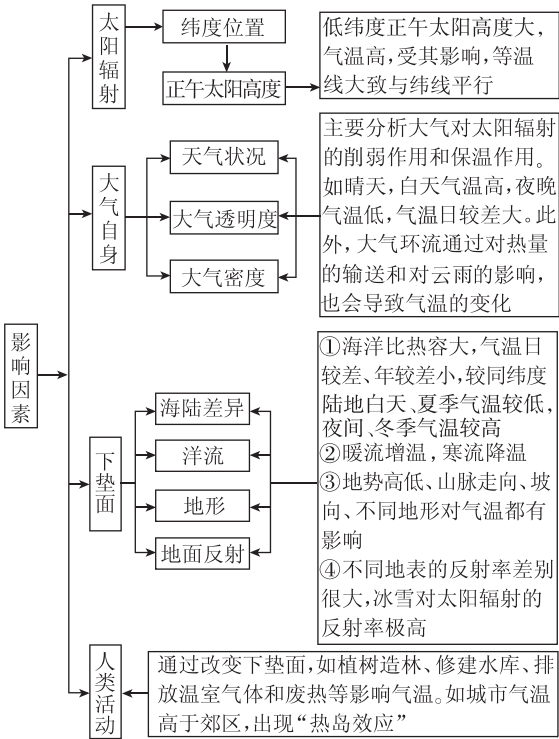 影响因素
太阳辐射
纬度位置
正午太阳高度
低纬度正午太阳高度大，
气温高，受其影响，等温
线大致与纬线平行
大气自身
天气状况
大气透明度
大气密度
主要分析大气对太阳辐射
的削弱作用和保温作用。
如晴天，白天气温高，夜晚
气温低，气温日较差大。此
外，大气环流通过对热量
的输送和对云雨的影响，
也会导致气温的变化
下垫面
海陆差异
洋流
地形
地面反射
①海洋比热容大，气温日
较差、年较差小，较同纬度
陆地白天、夏季气温较低，
夜间、冬季气温较高
②暖流增温，寒流降温
③地势高低、山脉走向、坡
向、不同地形对气温都有
影响
④不同地表的反射率差别
很大，冰雪对太阳辐射的
反射率极高
人类活动
通过改变下垫面，如植树造林、修建水库、排
放温室气体和废热等影响气温。如城市气温
高于郊区，出现“热岛效应”